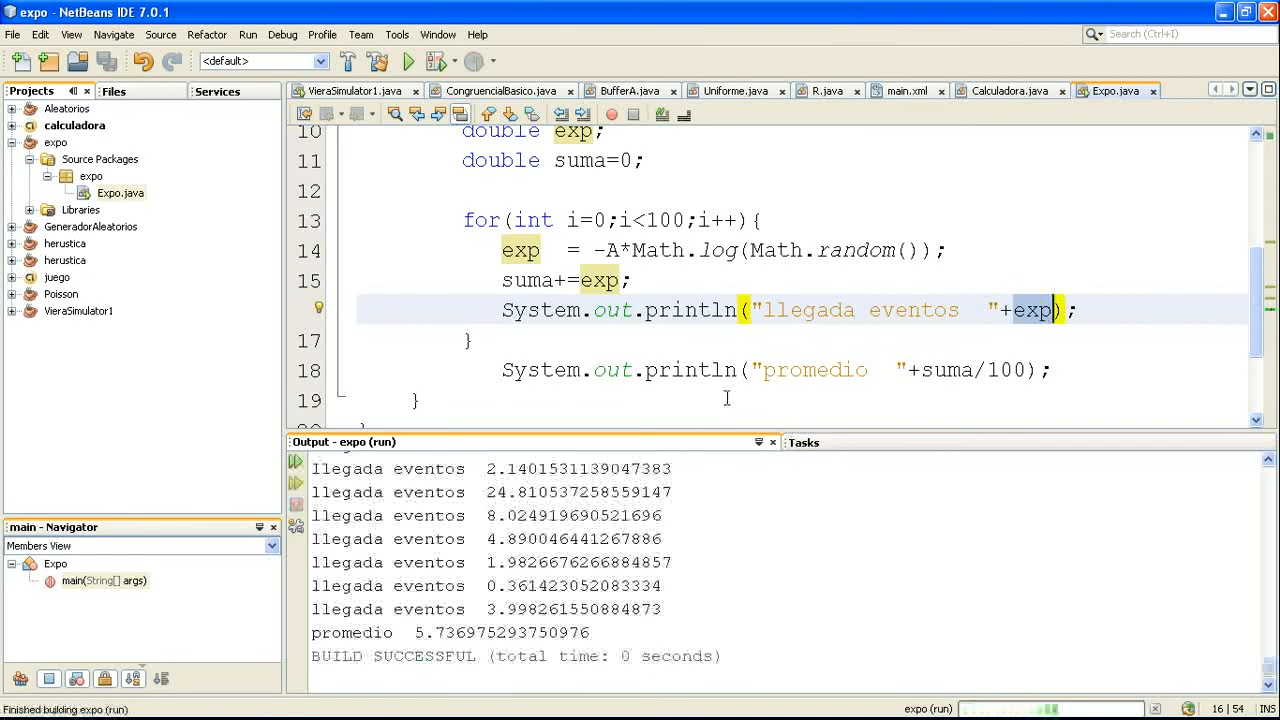 expo - NetBeans IDE 7.0.1
File Edit View Navigate Source Refactor Run Debug Profile Team Tools Window Help
Search (Ctrl+I)
<default>
Projects Files Services
VieraSimulator1.java CongruencialBasico.java BufferA.java Uniforme.java R.java main.xml Calculadora.java Expo.java
Aleatorios
calculadora
expo
Source Packages
expo
Expo.java
Libraries
GeneradorAleatorios
herustica
herustica
juego
Poisson
VieraSimulator1
10 double exp;
11 double suma=0;
12
13 for(int i=0;i<100;i++){
14 exp = -A*Math.log(Math.random());
15 suma+=exp;
System.out.println("llegada eventos "+exp);
17 }
18 System.out.println("promedio "+suma/100);
19 }
main - Navigator
Members View
Expo
main(String[] args)
Output - expo (run) Tasks
llegada eventos 2.1401531139047383
llegada eventos 24.810537258559147
llegada eventos 8.024919690521696
llegada eventos 4.890046441267886
llegada eventos 1.9826676266884857
llegada eventos 0.361423052083334
llegada eventos 3.998261550884873
promedio 5.736975293750976
BUILD SUCCESSFUL (total time: 0 seconds)
Finished building expo (run) expo (run) 16 | 54 INS